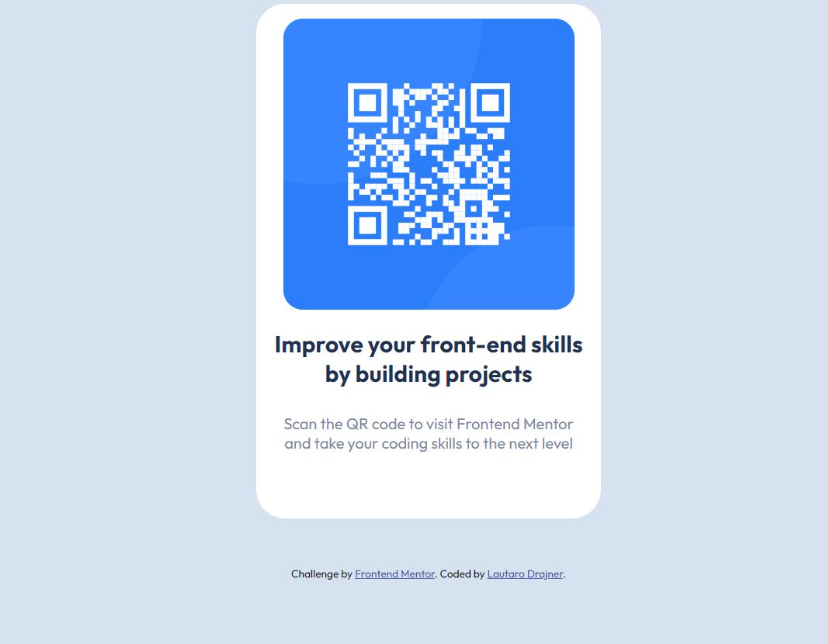 Improve your front-end skills
by building projects
Scan the QR code to visit Frontend Mentor
and take your coding skills to the next level
Challenge by Frontend Mentor. Coded by Lautaro Drajner.